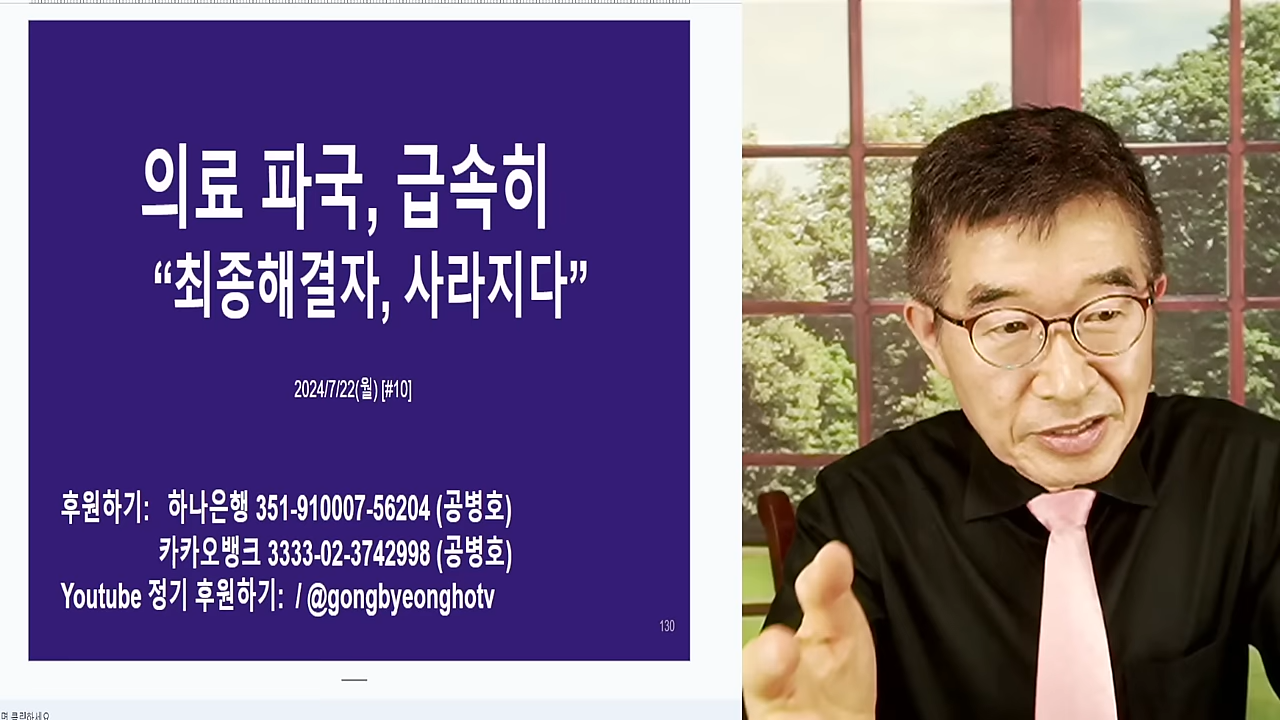 의료 파국, 급속히
“최종해결자, 사라지다”
2024/7/22(월) [#10]
후원하기: 하나은행 351-910007-56204 (공병호)
카카오뱅크 3333-02-3742998 (공병호)
Youtube 정기 후원하기: / @gongbyeonghotv
130